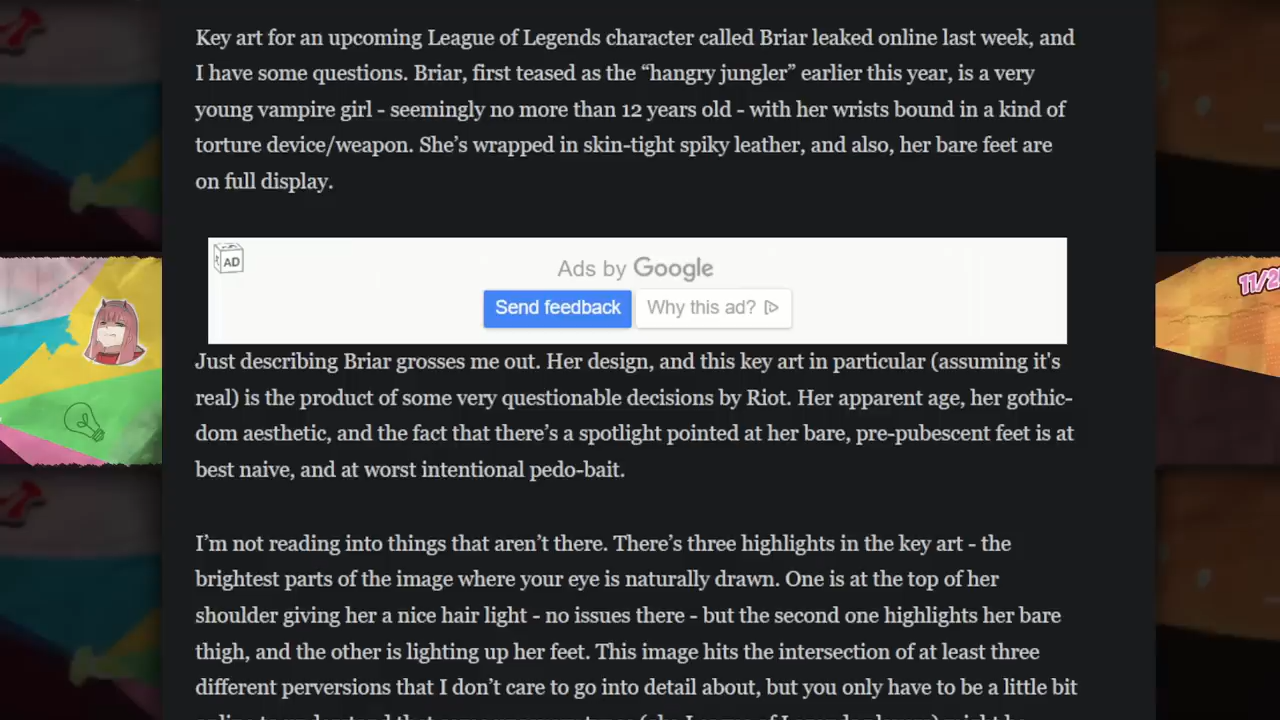 Key art for an upcoming League of Legends character called Briar leaked online last week, and
I have some questions. Briar, first teased as the “hangry jungler” earlier this year, is a very
young vampire girl - seemingly no more than 12 years old - with her wrists bound in a kind of
torture device/weapon. She’s wrapped in skin-tight spiky leather, and also, her bare feet are
on full display.
AD
Ads by Google
Send feedback
Why this ad?
Just describing Briar grosses me out. Her design, and this key art in particular (assuming it's
real) is the product of some very questionable decisions by Riot. Her apparent age, her gothic-
dom aesthetic, and the fact that there’s a spotlight pointed at her bare, pre-pubescent feet is at
best naive, and at worst intentional pedo-bait.
11/2
I’m not reading into things that aren’t there. There’s three highlights in the key art - the
brightest parts of the image where your eye is naturally drawn. One is at the top of her
shoulder giving her a nice hair light - no issues there - but the second one highlights her bare
thigh, and the other is lighting up her feet. This image hits the intersection of at least three
different perversions that I don’t care to go into detail about, but you only have to be a little bit